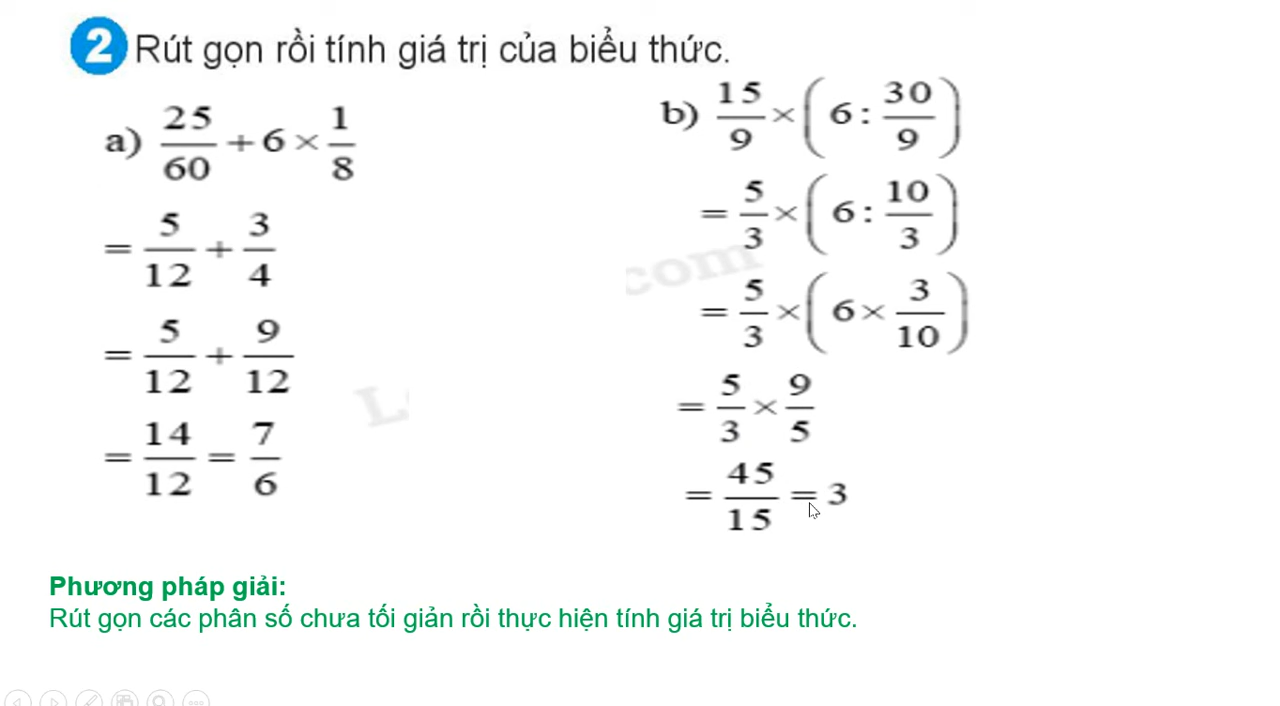 2 Rút gọn rồi tính giá trị của biểu thức.
a) 25/60 + 6 × 1/8
= 5/12 + 3/4
= 5/12 + 9/12
= 14/12 = 7/6
b) 15/9 × ( 6 : 30/9 )
= 5/3 × ( 6 : 10/3 )
= 5/3 × ( 6 × 3/10 )
= 5/3 × 9/5
= 45/15 = 3
com
Phương pháp giải:
Rút gọn các phân số chưa tối giản rồi thực hiện tính giá trị biểu thức.